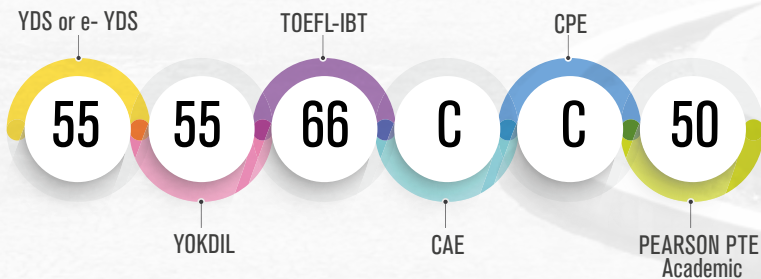 YDS or e- YDS
TOEFL-IBT
CPE
55
55
66
C
C
50
YOKDIL
CAE
PEARSON PTE
Academic